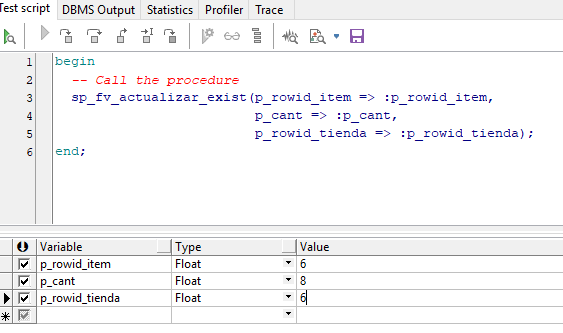 Test script DBMS Output Statistics Profiler Trace
1 begin
2 -- Call the procedure
3 sp_fv_actualizar_exist(p_rowid_item => :p_rowid_item,
4 p_cant => :p_cant,
5 p_rowid_tienda => :p_rowid_tienda);
6 end;
Variable Type Value
p_rowid_item Float 6
p_cant Float 8
p_rowid_tienda Float 6